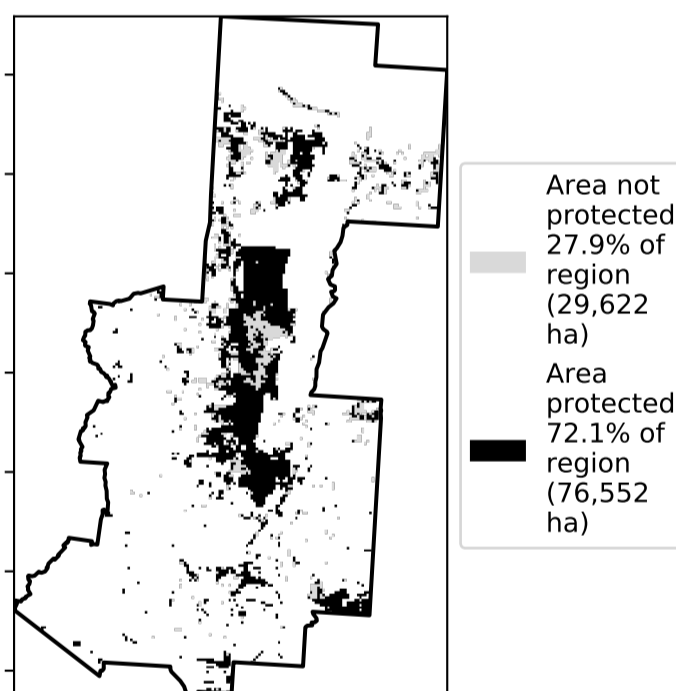 Area not
protected
27.9% of
region
(29,622
ha)
Area
protected
72.1% of
region
(76,552
ha)